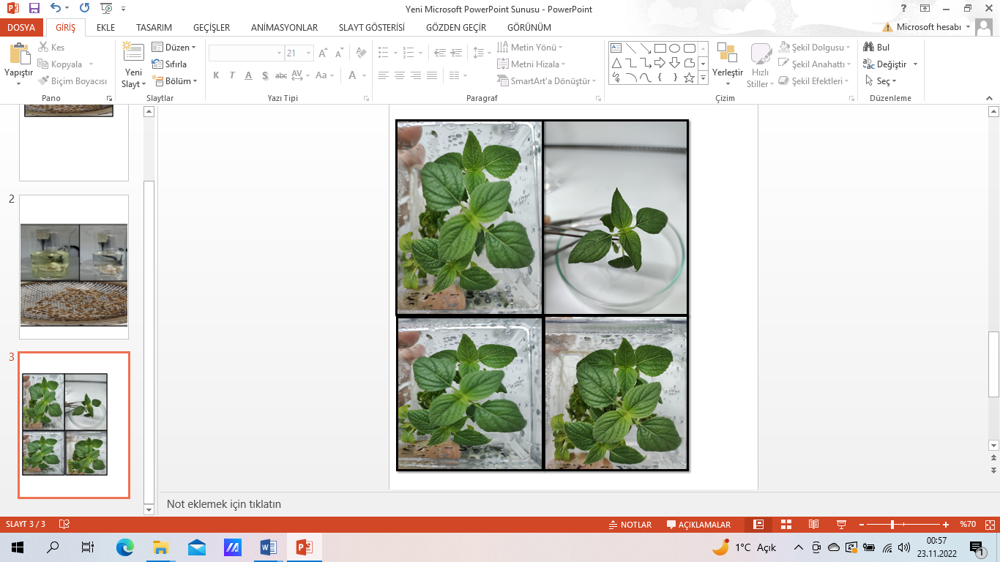 Yeni Microsoft PowerPoint Sunusu - PowerPoint
DOSYA GİRİŞ EKLE TASARIM GEÇİŞLER ANİMASYONLAR SLAYT GÖSTERİSİ GÖZDEN GEÇİR GÖRÜNÜM Microsoft hesabı
Yapıştır
Kes
Kopyala
Biçim Boyacısı
Pano
Yeni
Slayt
Düzen
Sıfırla
Bölüm
Slaytlar
21
K T A S abc AV Aa A
Yazı Tipi
Metin Yönü
Metni Hizala
SmartArt'a Dönüştür
Paragraf
Yerleştir
Hızlı
Stiller
Şekil Dolgusu
Şekil Anahattı
Şekil Efektleri
Çizim
Bul
Değiştir
Seç
Düzenleme
2
3
Not eklemek için tıklatın
SLAYT 3 / 3 NOTLAR AÇIKLAMALAR %70
1°C Açık
00:57
23.11.2022
1